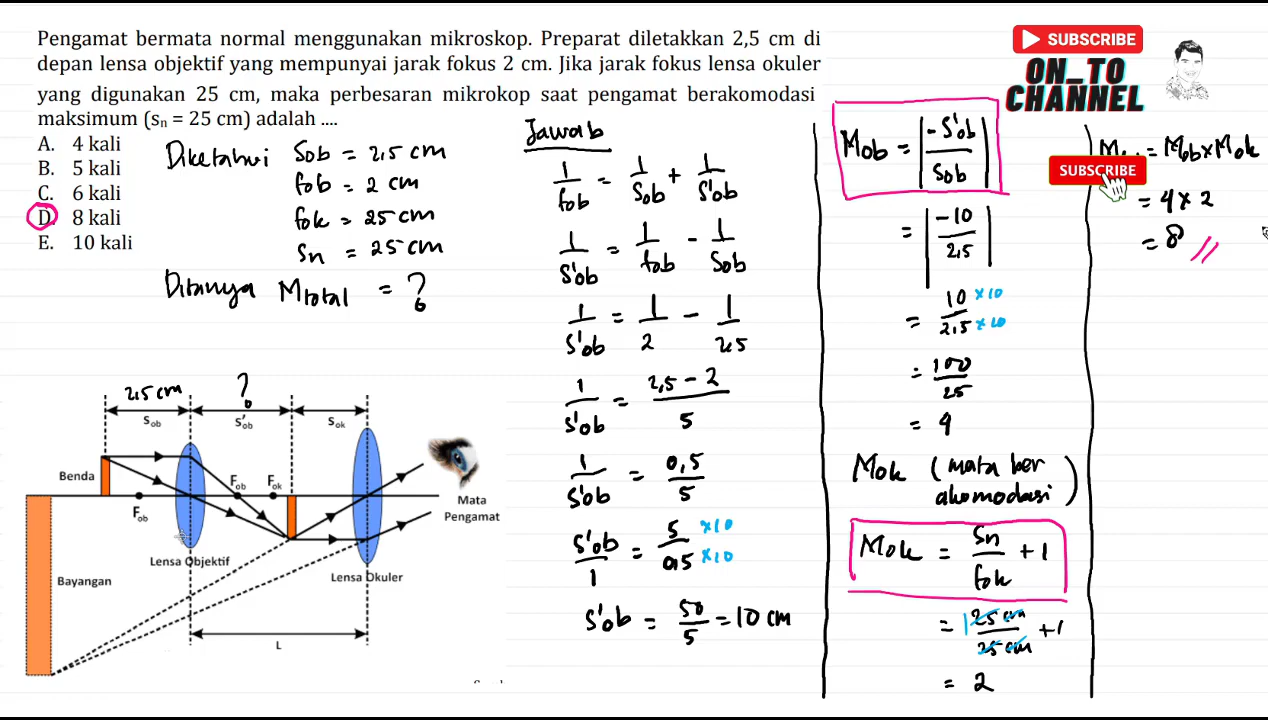 Pengamat bermata normal menggunakan mikroskop. Preparat diletakkan 2,5 cm di
depan lensa objektif yang mempunyai jarak fokus 2 cm. Jika jarak fokus lensa okuler
yang digunakan 25 cm, maka perbesaran mikrokop saat pengamat berakomodasi
maksimum (sₙ = 25 cm) adalah ....
A. 4 kali
B. 5 kali
C. 6 kali
D. 8 kali
E. 10 kali
Diketahui Sob = 2,5 cm
fob = 2 cm
fok = 25 cm
Sn = 25 cm
Ditanya Mtotal = ?
2,5 cm ?
Sob S'ob Sok
Benda
Fob Fob Fok
Mata
Pengamat
Lensa Objektif
Lensa Okuler
Bayangan
L
Jawab
1/fob = 1/Sob + 1/S'ob
1/S'ob = 1/fob - 1/Sob
1/S'ob = 1/2 - 1/2,5
1/S'ob = 2,5 - 2/5
1/S'ob = 0,5/5
S'ob/1 = 5/0,5 ×10 ×10
S'ob = 50/5 = 10 cm
Mob = |-S'ob/Sob|
= |-10/2,5|
= 10/2,5 ×10 ×10
= 100/25
= 4
Mok (mata ber
akomodasi)
Mok = Sn/fok + 1
= 1 25 cm/25 cm + 1
= 2
SUBSCRIBE
ON_TO
CHANNEL
= Mob × Mok
SUBSCRIBE
= 4 × 2
= 8 //